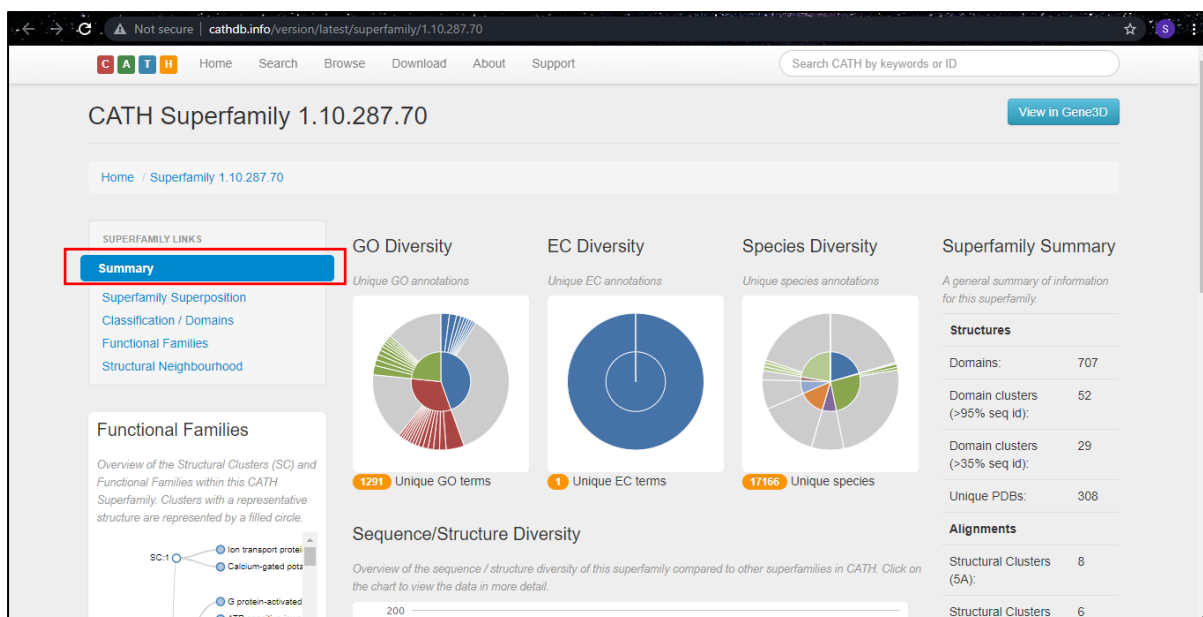 Not secure | cathdb.info/version/latest/superfamily/1.10.287.70
S
C A T H Home Search Browse Download About Support Search CATH by keywords or ID
CATH Superfamily 1.10.287.70
View in Gene3D
Home / Superfamily 1.10.287.70
SUPERFAMILY LINKS
Summary
Superfamily Superposition
Classification / Domains
Functional Families
Structural Neighbourhood
Functional Families
Overview of the Structural Clusters (SC) and
Functional Families within this CATH
Superfamily. Clusters with a representative
structure are represented by a filled circle.
SC:1
Ion transport protei
Calcium-gated pota
G protein-activated
GO Diversity
Unique GO annotations
1291 Unique GO terms
EC Diversity
Unique EC annotations
1 Unique EC terms
Species Diversity
Unique species annotations
17166 Unique species
Sequence/Structure Diversity
Overview of the sequence / structure diversity of this superfamily compared to other superfamilies in CATH. Click on
the chart to view the data in more detail.
200
Superfamily Summary
A general summary of information
for this superfamily.
Structures
Domains: 707
Domain clusters 52
(>95% seq id):
Domain clusters 29
(>35% seq id):
Unique PDBs: 308
Alignments
Structural Clusters 8
(5A):
Structural Clusters 6